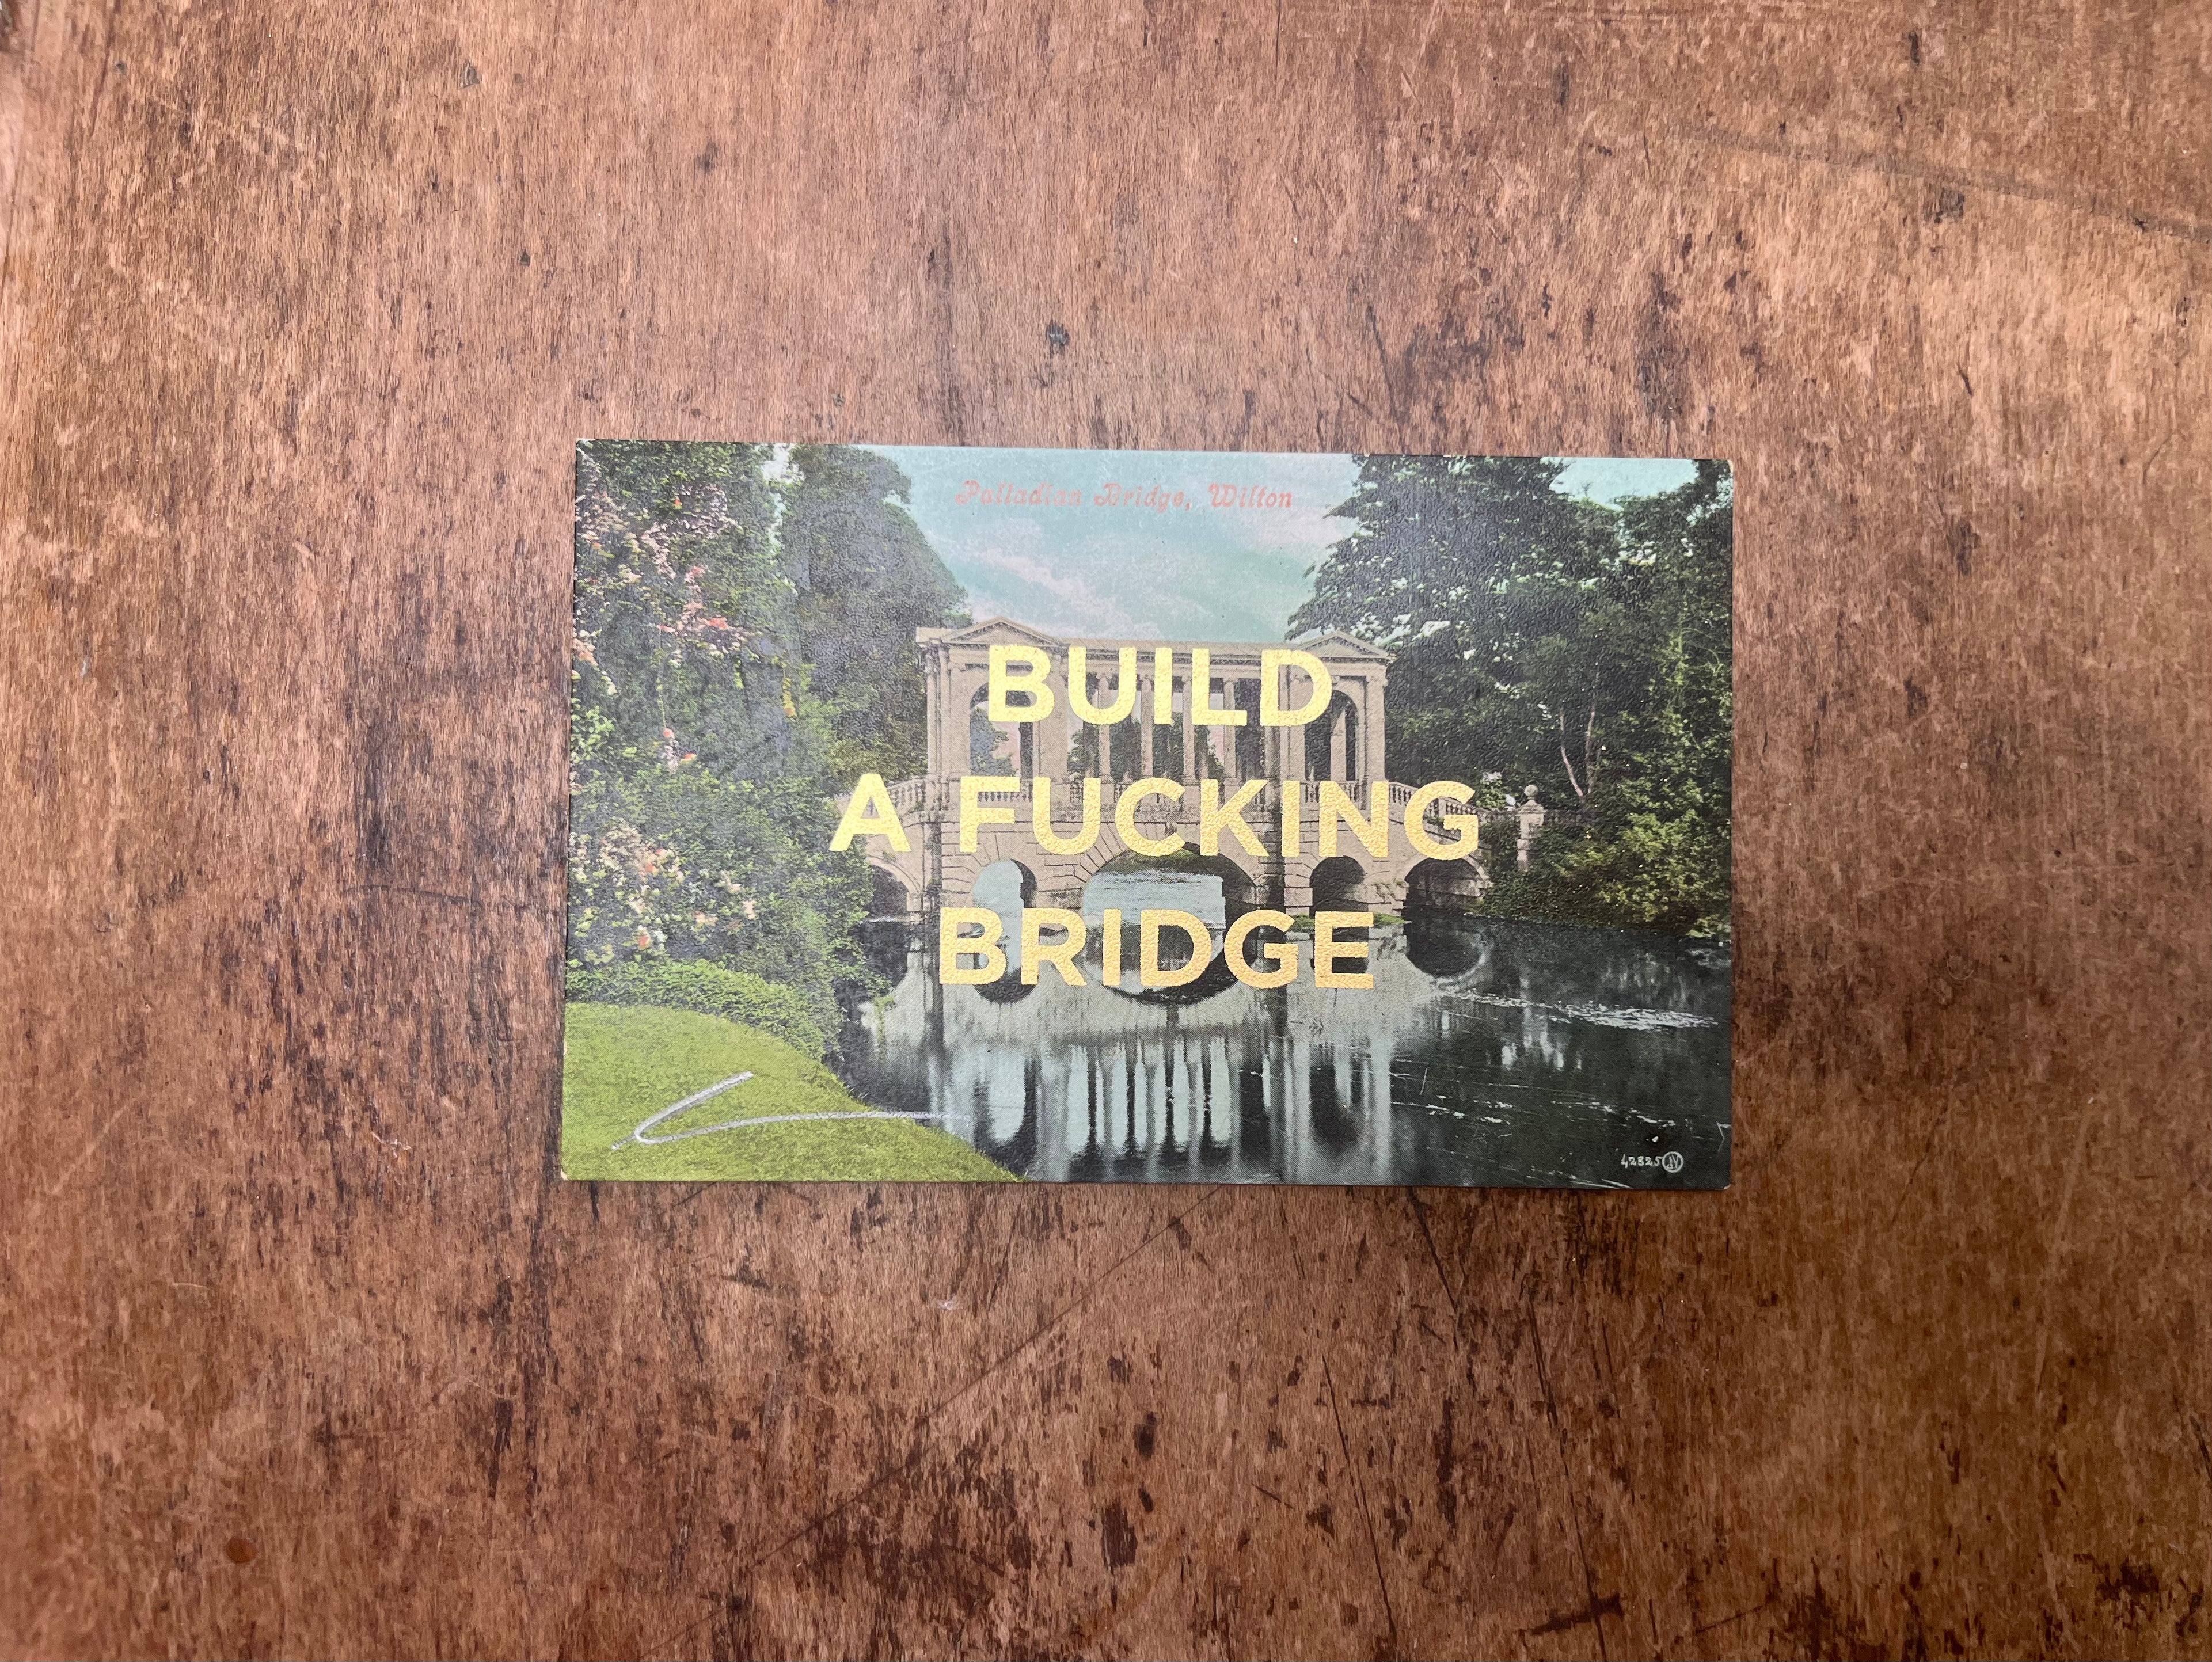 Palladian Bridge, Wilton
BUILD
A FUCKING
BRIDGE
42825 JV